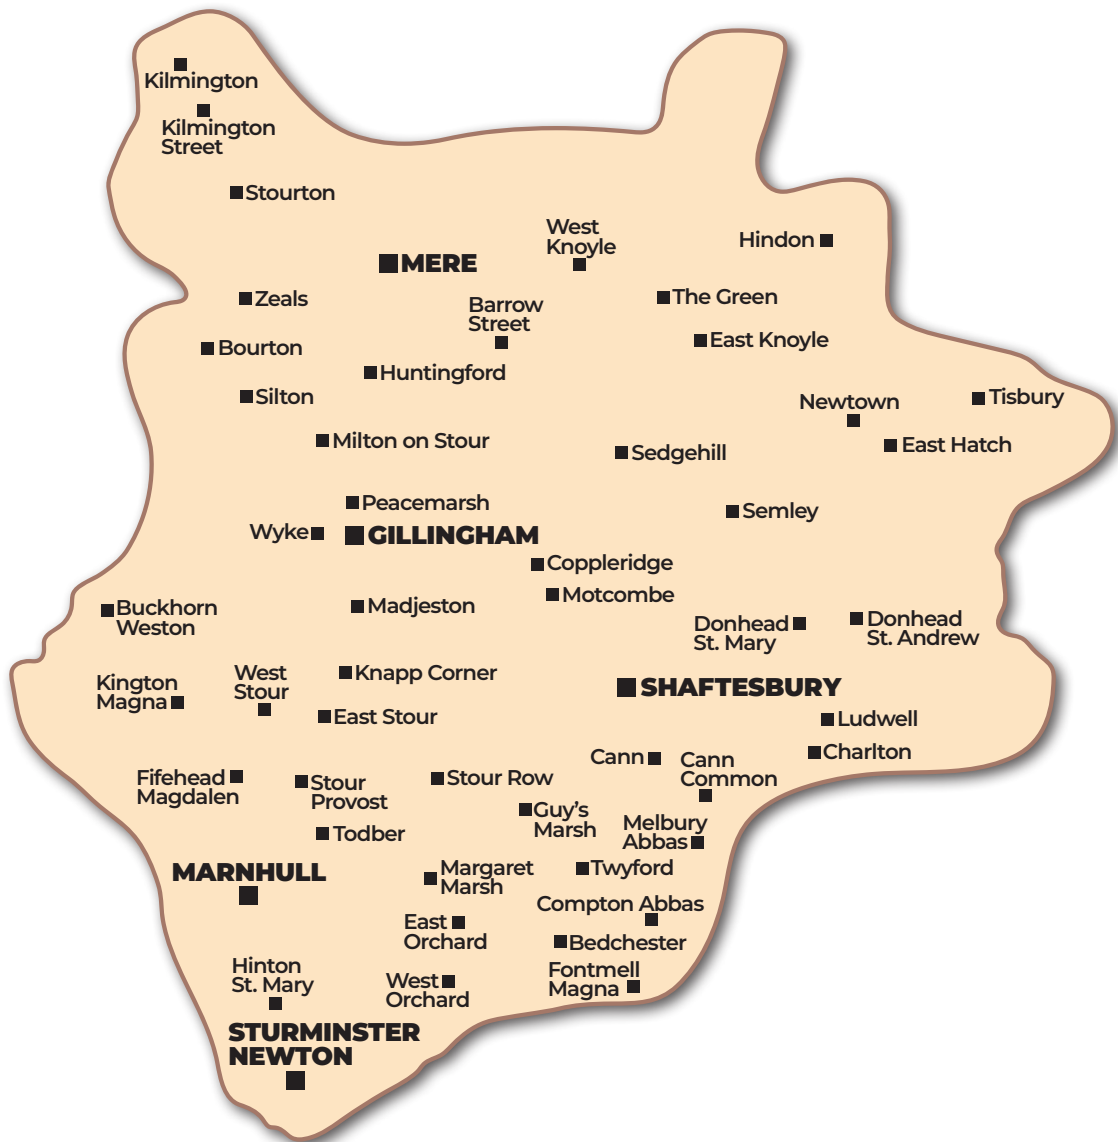 Kilmington
Kilmington
Street
Stourton
West
Knoyle
Hindon
MERE
Zeals
Barrow
Street
The Green
Bourton
East Knoyle
Huntingford
Silton
Newtown
Tisbury
Milton on Stour
Sedgehill
East Hatch
Peacemarsh
Semley
Wyke
GILLINGHAM
Coppleridge
Motcombe
Buckhorn
Weston
Madjeston
Donhead
St. Mary
Donhead
St. Andrew
Kington
Magna
West
Stour
Knapp Corner
SHAFTESBURY
East Stour
Ludwell
Cann
Cann
Common
Charlton
Fifehead
Magdalen
Stour
Provost
Stour Row
Guy's
Marsh
Melbury
Abbas
Todber
MARNHULL
Margaret
Marsh
Twyford
Compton Abbas
East
Orchard
Bedchester
Hinton
St. Mary
West
Orchard
Fontmell
Magna
STURMINSTER
NEWTON